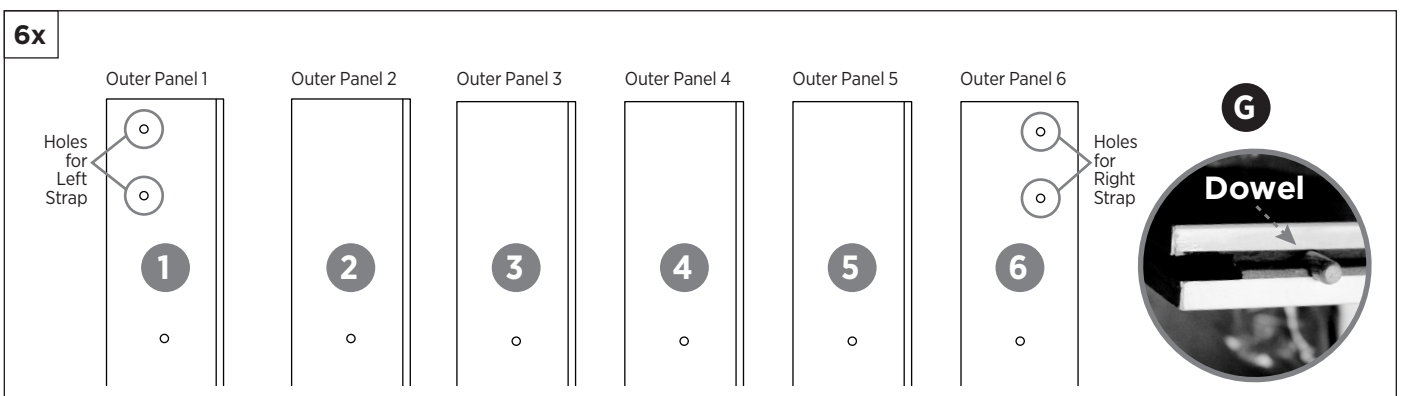 6x
Outer Panel 1
Outer Panel 2
Outer Panel 3
Outer Panel 4
Outer Panel 5
Outer Panel 6
G
Holes
for
Left
Strap
Holes
for
Right
Strap
Dowel
1
2
3
4
5
6